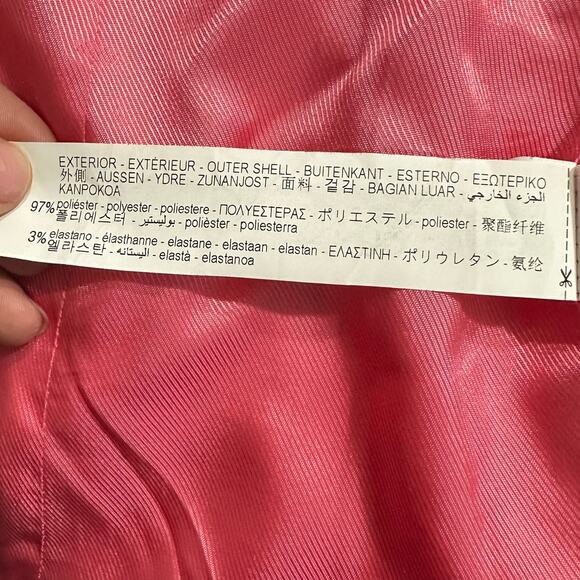 EXTERIOR - EXTÉRIEUR - OUTER SHELL - BUITENKANT - ESTERNO - ΕΞΩΤΕΡΙΚΟ
外側 - AUSSEN - YDRE - ZUNANJOST - 面料 - 겉감 - BAGIAN LUAR - الجزء الخارجي -
KANPOKOA
97% poliéster - polyester - poliestere - ΠΟΛΥΕΣΤΕΡΑΣ - ポリエステル - poliester - 聚酯纤维
폴리에스터 - بوليستير - polièster - poliesterra
3% elastano - élasthanne - elastane - elastaan - elastan - ΕΛΑΣΤΙΝΗ - ポリウレタン - 氨纶
엘라스탄 - اليستانه - elastà - elastanoa